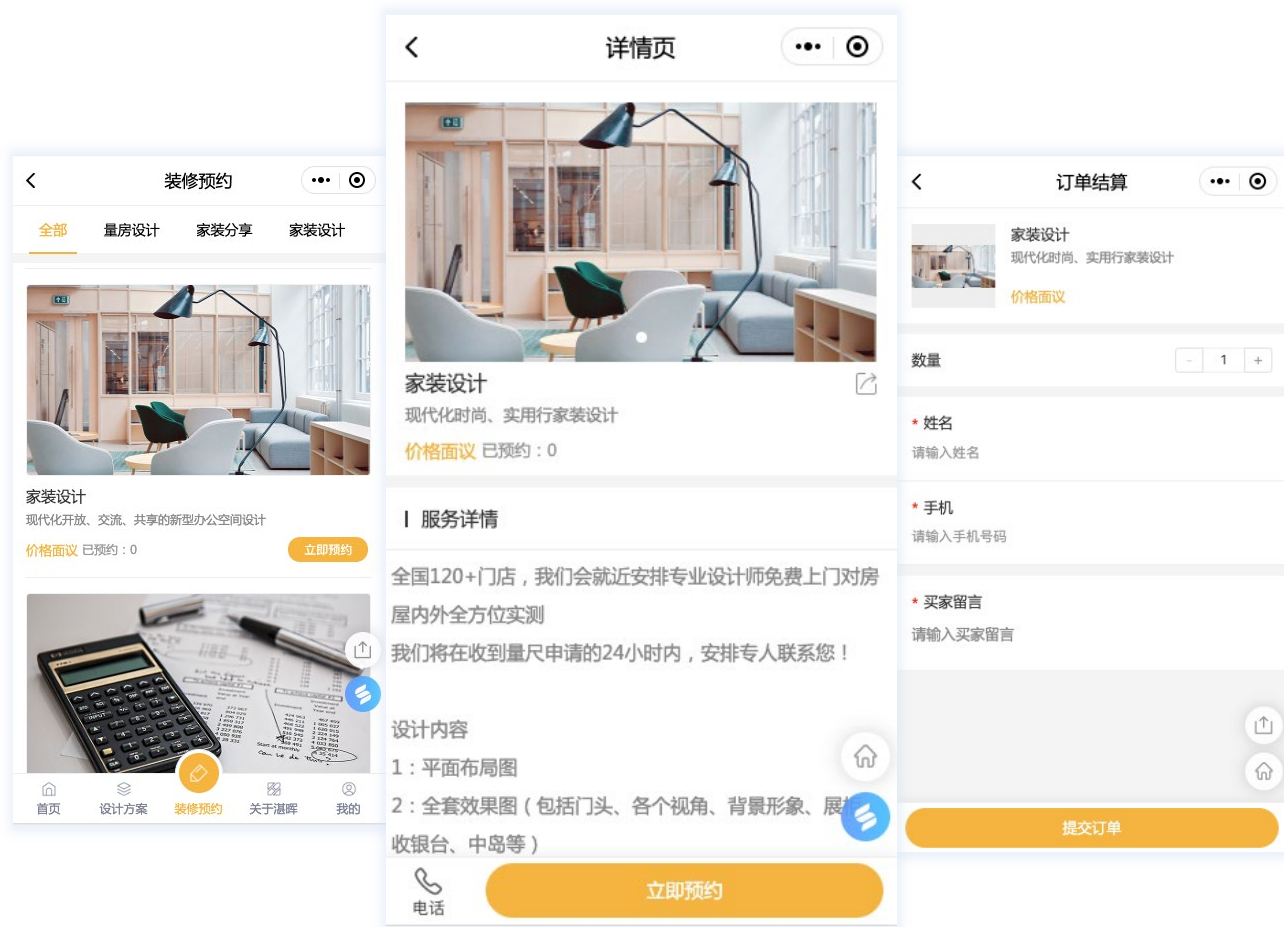 装修预约
全部
量房设计
家装分享
家装设计
家装设计
现代化开放、交流、共享的新型办公空间设计
价格面议 已预约：0
立即预约
首页
设计方案
装修预约
关于湛晖
我的
详情页
家装设计
现代化时尚、实用行家装设计
价格面议 已预约：0
服务详情
全国120+门店，我们会就近安排专业设计师免费上门对房
屋内外全方位实测
我们将在收到量尺申请的24小时内，安排专人联系您！
设计内容
1：平面布局图
2：全套效果图（包括门头、各个视角、背景形象、展柜
收银台、中岛等）
电话
立即预约
订单结算
家装设计
现代化时尚、实用行家装设计
价格面议
数量
- 1 +
* 姓名
请输入姓名
* 手机
请输入手机号码
* 买家留言
请输入买家留言
提交订单